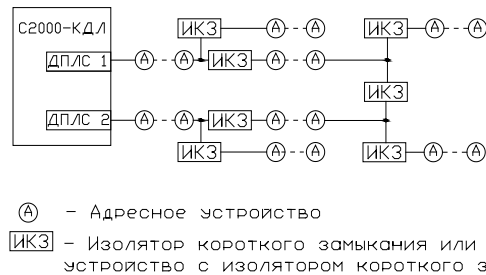 С2000-КДЛ
ИКЗ А А ИКЗ А А
ДПЛС 1 А А ИКЗ А А
ИКЗ
ДПЛС 2 А А ИКЗ А А
ИКЗ А А ИКЗ А А
А - Адресное устройство
ИКЗ - Изолятор короткого замыкания или
устройство с изолятором короткого з